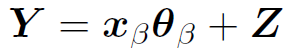 𝒀 = 𝒙_β 𝜽_β + 𝒁